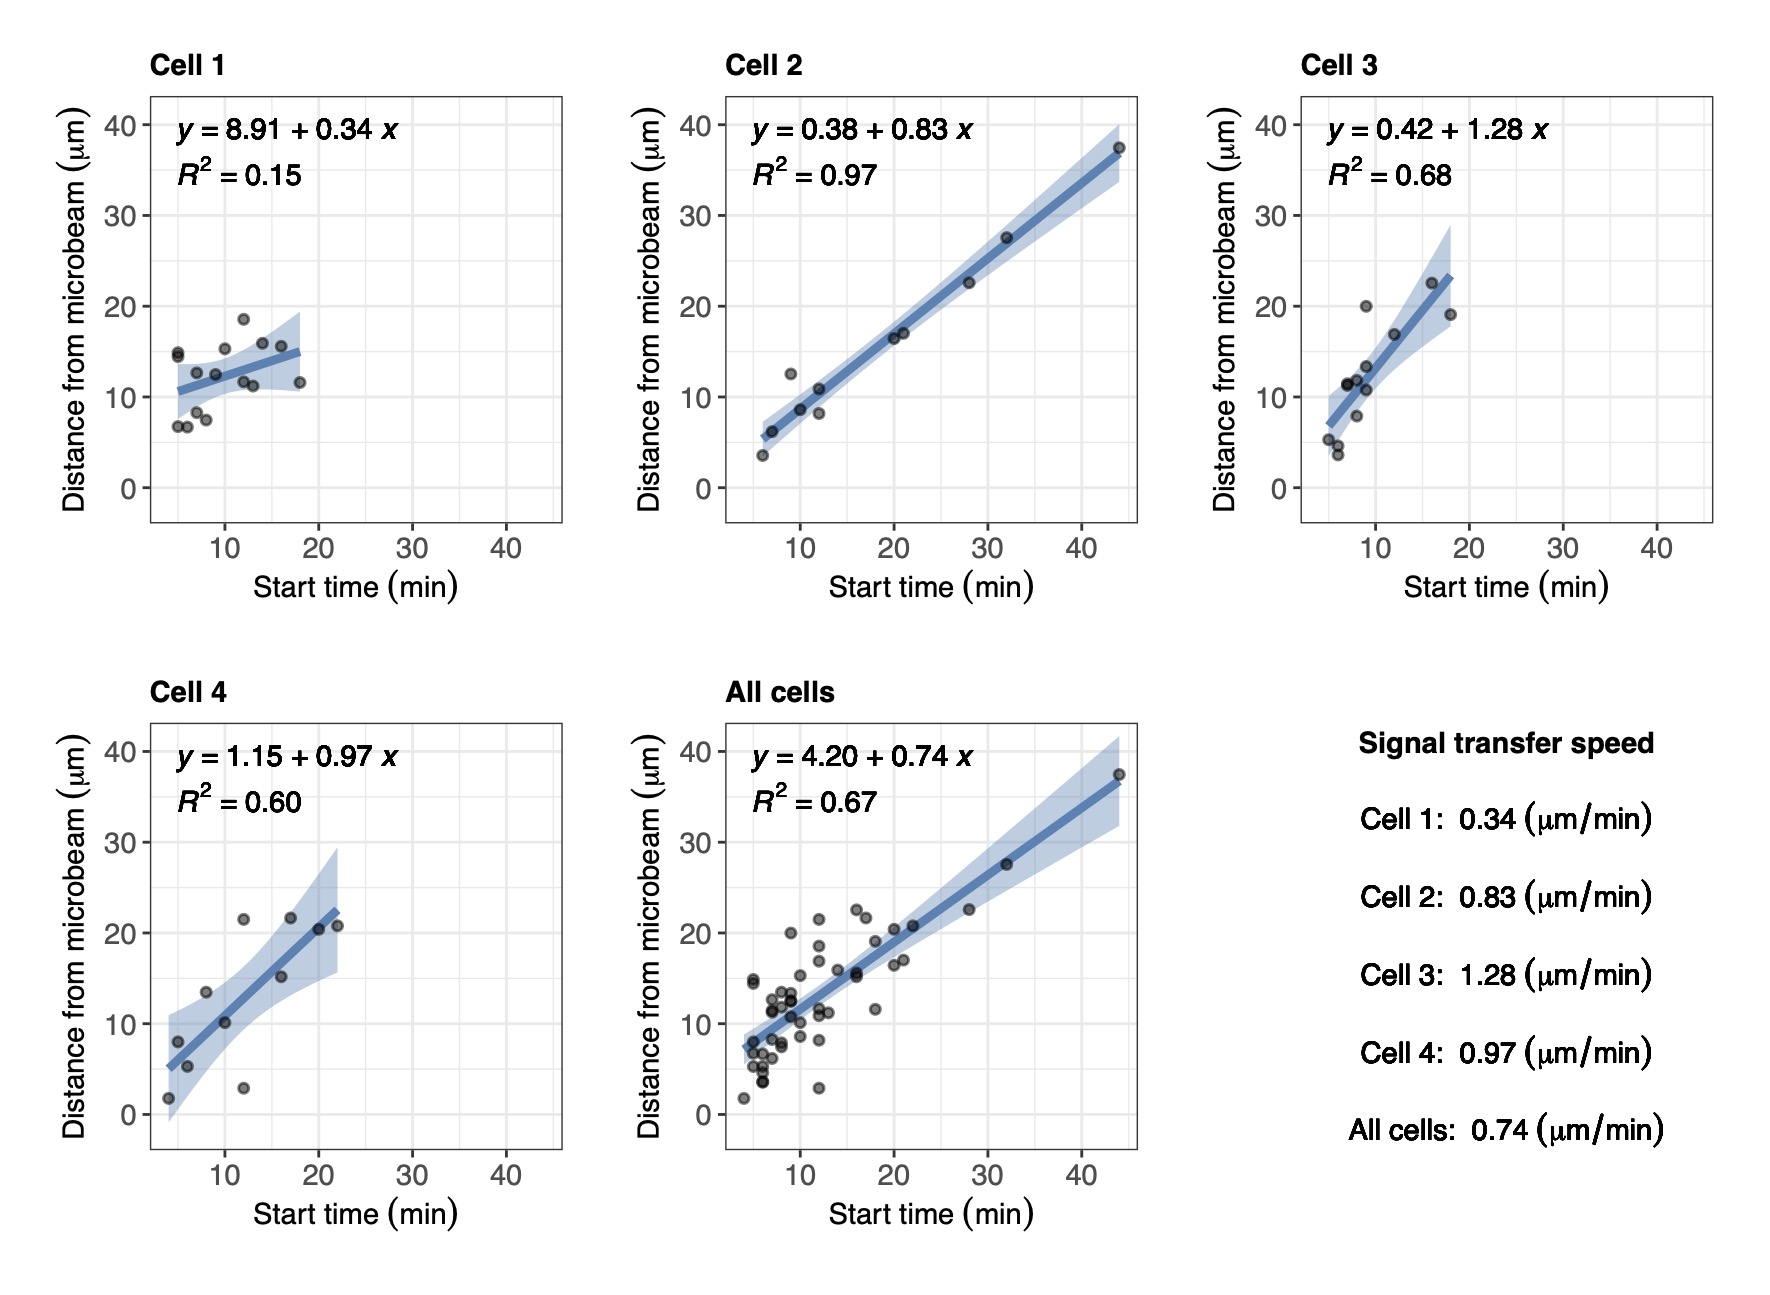 Cell 1
y = 8.91 + 0.34 x
R² = 0.15
40
30
20
10
0
Distance from microbeam (μm)
10 20 30 40
Start time (min)
Cell 2
y = 0.38 + 0.83 x
R² = 0.97
40
30
20
10
0
Distance from microbeam (μm)
10 20 30 40
Start time (min)
Cell 3
y = 0.42 + 1.28 x
R² = 0.68
40
30
20
10
0
Distance from microbeam (μm)
10 20 30 40
Start time (min)
Cell 4
y = 1.15 + 0.97 x
R² = 0.60
40
30
20
10
0
Distance from microbeam (μm)
10 20 30 40
Start time (min)
All cells
y = 4.20 + 0.74 x
R² = 0.67
40
30
20
10
0
Distance from microbeam (μm)
10 20 30 40
Start time (min)
Signal transfer speed
Cell 1: 0.34 (μm/min)
Cell 2: 0.83 (μm/min)
Cell 3: 1.28 (μm/min)
Cell 4: 0.97 (μm/min)
All cells: 0.74 (μm/min)